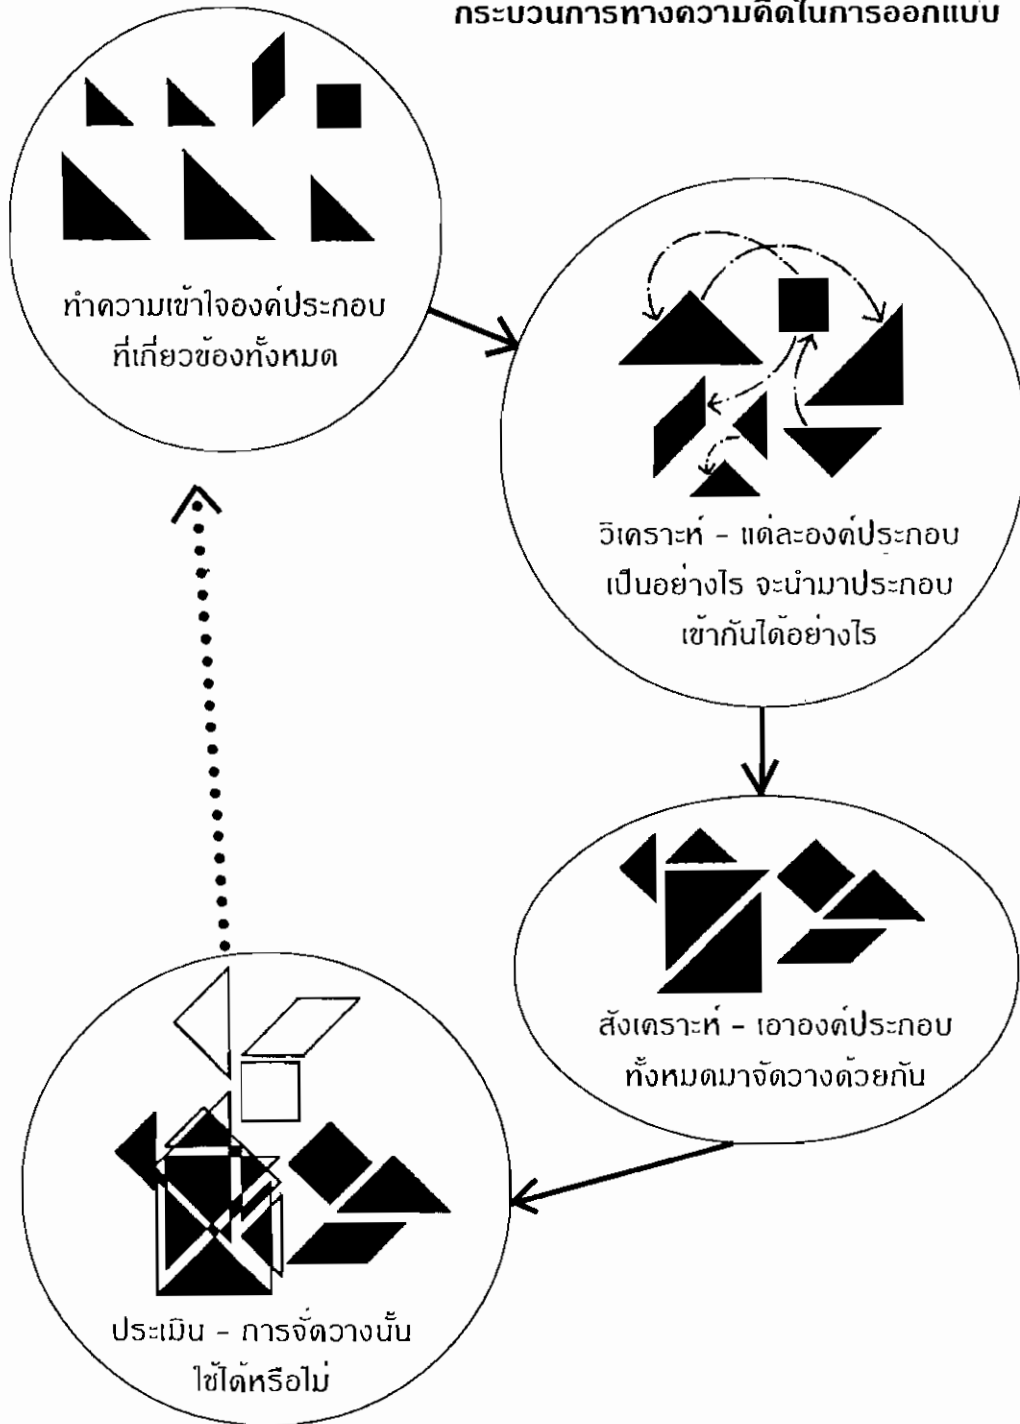 กระบวนการทางความคิดในการออกแบบ
ทำความเข้าใจองค์ประกอบ
ที่เกี่ยวข้องทั้งหมด
วิเคราะห์ - แต่ละองค์ประกอบ
เป็นอย่างไร จะนำมาประกอบ
เข้ากันได้อย่างไร
สังเคราะห์ - เอาองค์ประกอบ
ทั้งหมดมาจัดวางด้วยกัน
ประเมิน - การจัดวางนั้น
ใช้ได้หรือไม่